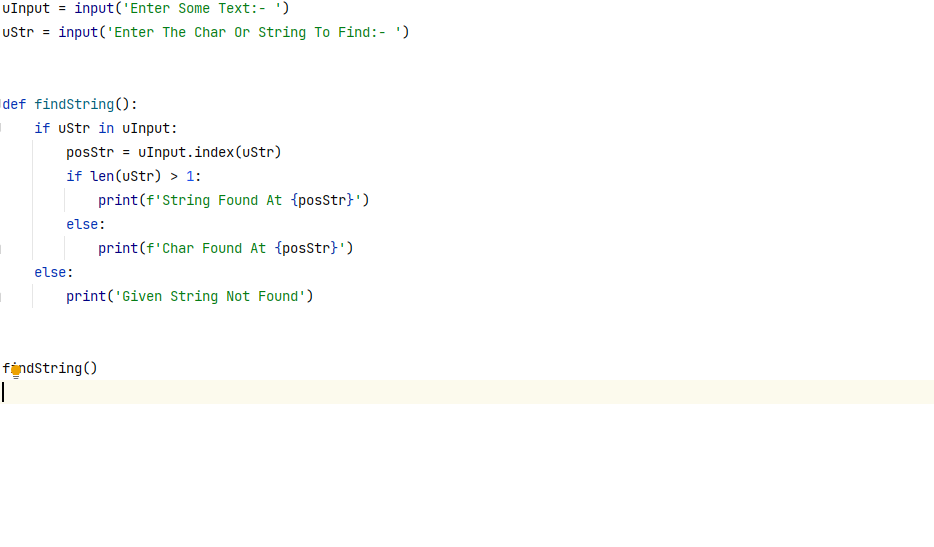 uInput = input('Enter Some Text:- ')
uStr = input('Enter The Char Or String To Find:- ')
def findString():
    if uStr in uInput:
        posStr = uInput.index(uStr)
        if len(uStr) > 1:
            print(f'String Found At {posStr}')
        else:
            print(f'Char Found At {posStr}')
    else:
        print('Given String Not Found')
findString()